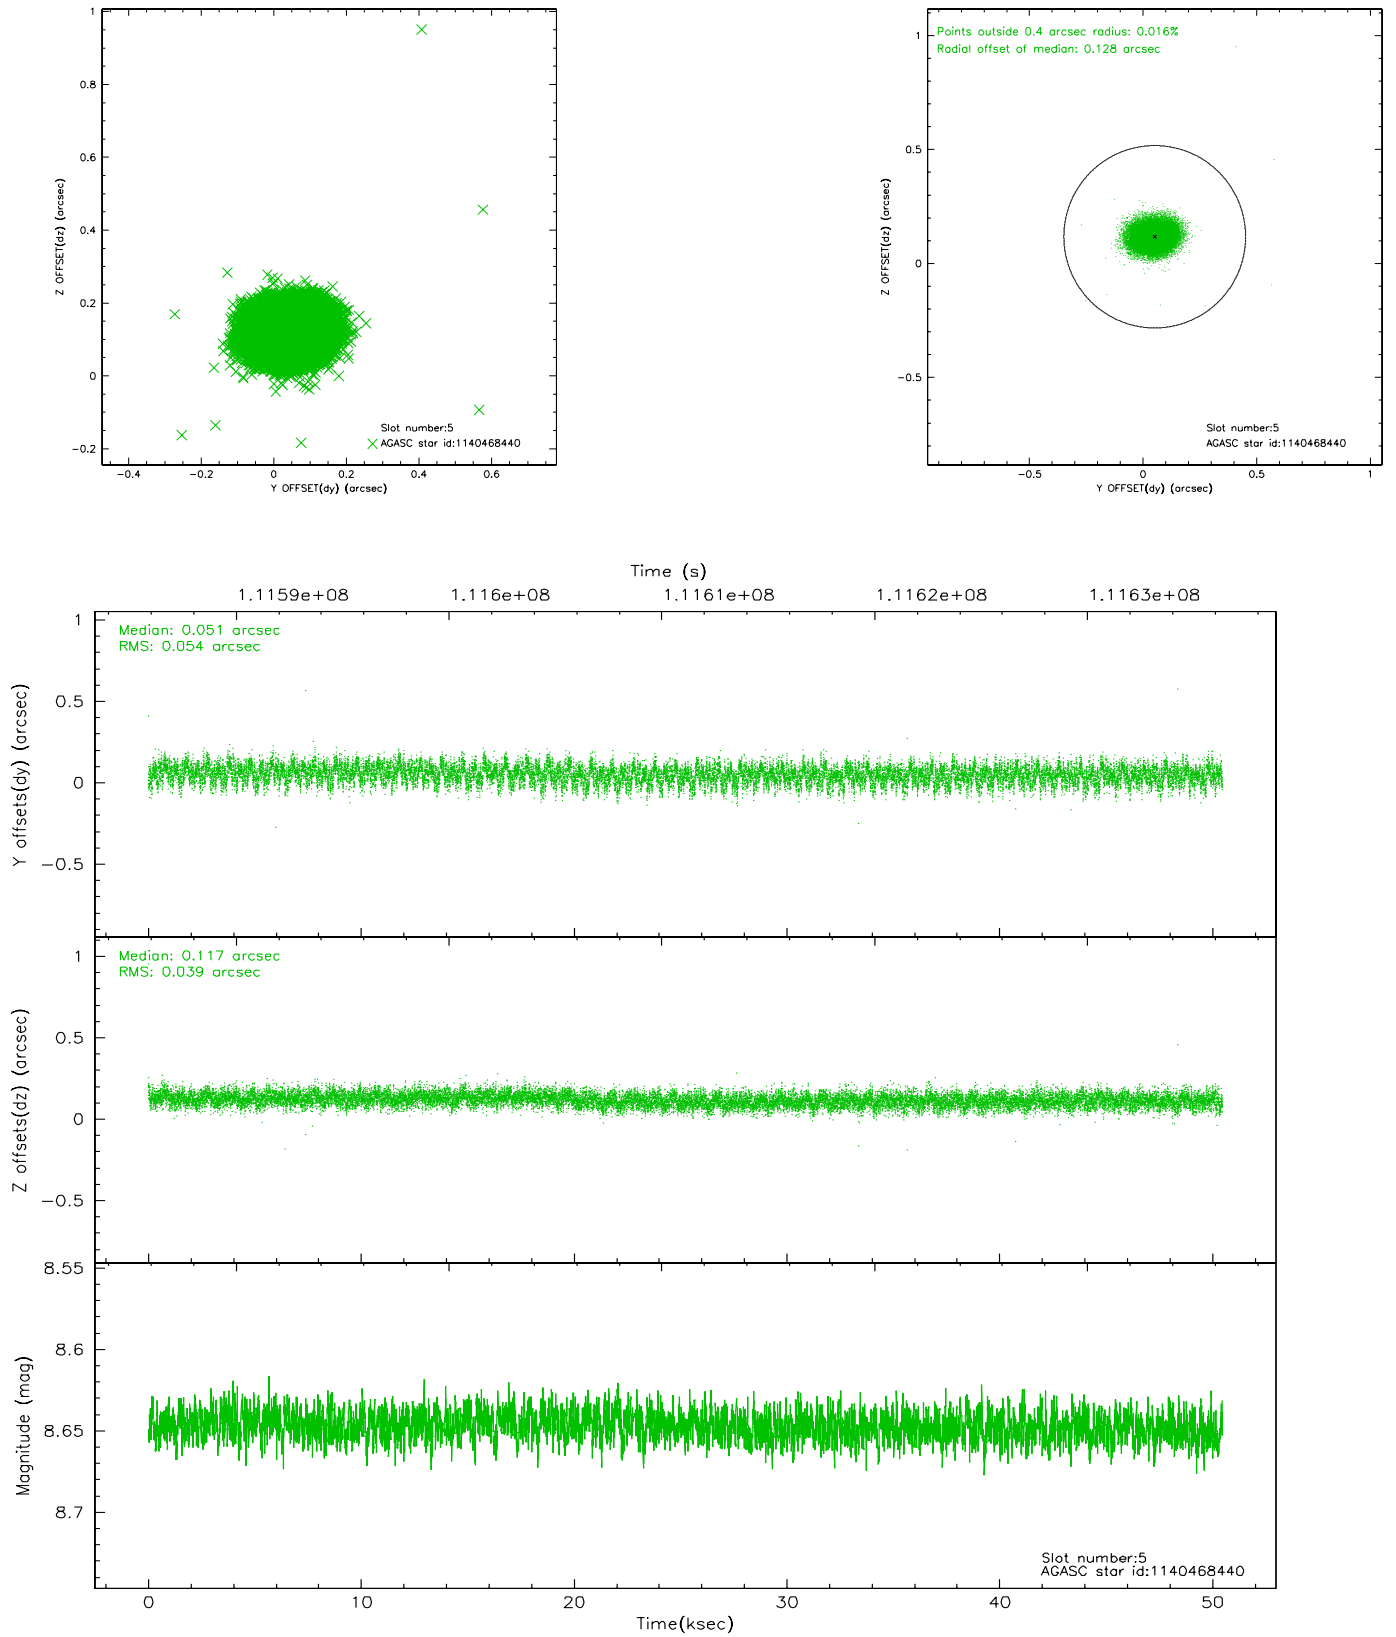 1
0.8
0.6
0.4
0.2
0
−0.2
−0.4
−0.2
0
0.2
0.4
0.6
Z OFFSET(dz) (arcsec)
Y OFFSET(dy) (arcsec)
Slot number:5
AGASC star id:1140468440
Points outside 0.4 arcsec radius: 0.016%
Radial offset of median: 0.128 arcsec
1
0.5
0
−0.5
−0.5
0
0.5
1
Z OFFSET(dz) (arcsec)
Y OFFSET(dy) (arcsec)
Slot number:5
AGASC star id:1140468440
Time (s)
1.1159e+08
1.116e+08
1.1161e+08
1.1162e+08
1.1163e+08
Median: 0.051 arcsec
RMS: 0.054 arcsec
1
0.5
0
−0.5
Y offsets(dy) (arcsec)
Median: 0.117 arcsec
RMS: 0.039 arcsec
1
0.5
0
−0.5
Z offsets(dz) (arcsec)
8.55
8.6
8.65
8.7
Magnitude (mag)
Slot number:5
AGASC star id:1140468440
0
10
20
30
40
50
Time(ksec)